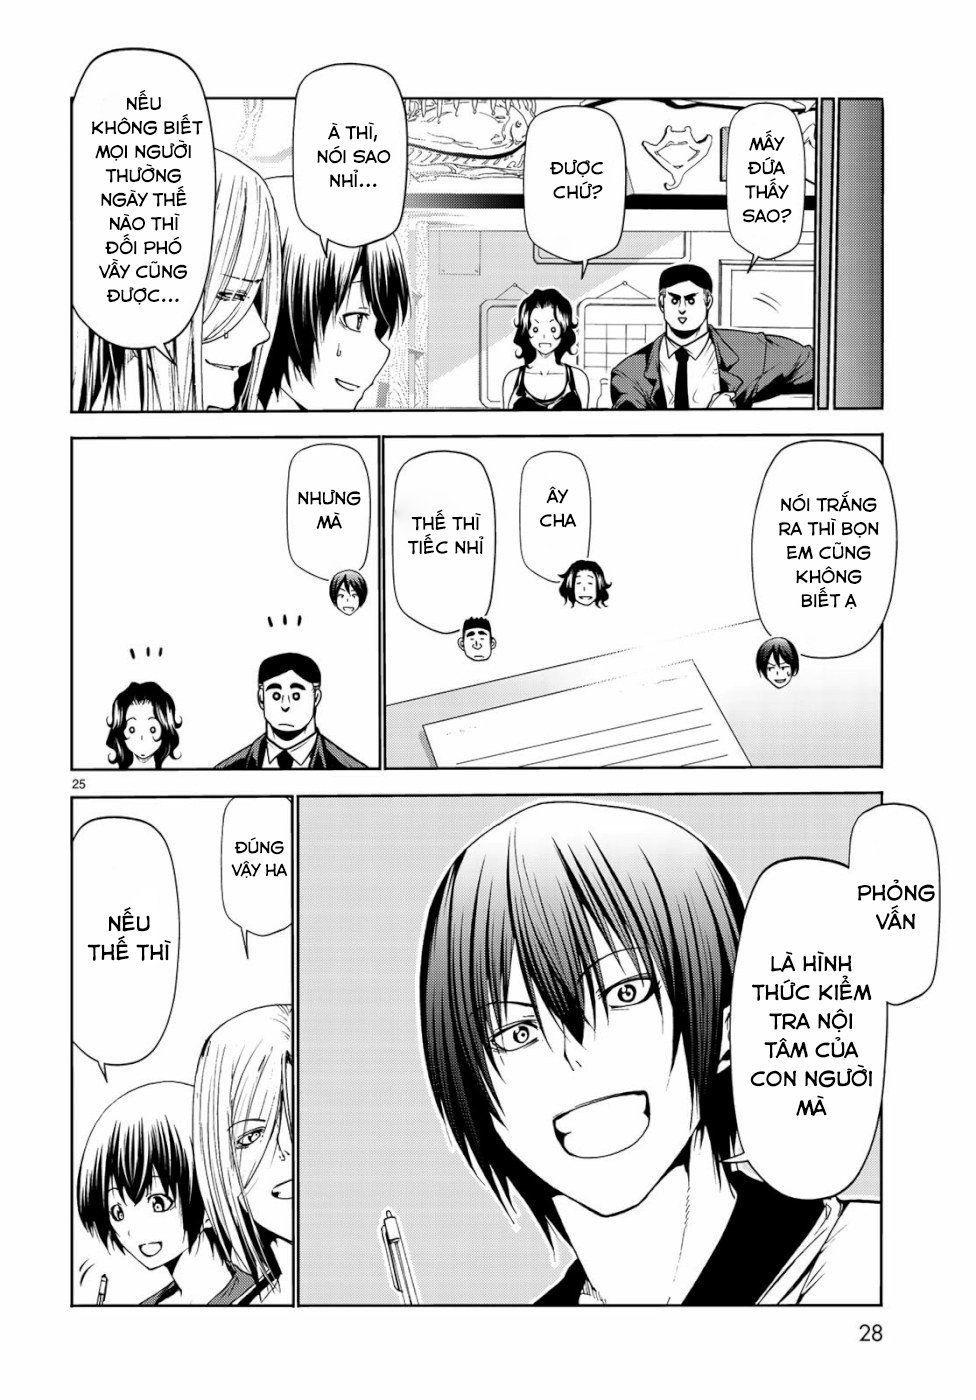 MẤY
ĐỨA
THẤY
SAO?
ĐƯỢC
CHỨ?
À THÌ,
NÓI SAO
NHỈ...
NẾU
KHÔNG BIẾT
MỌI NGƯỜI
THƯỜNG
NGÀY THẾ
NÀO THÌ
ĐỐI PHÓ
VẦY CŨNG
ĐƯỢC...
NÓI TRẮNG
RA THÌ BỌN
EM CŨNG
KHÔNG
BIẾT Ạ
ÂY
CHA
THẾ THÌ
TIẾC NHỈ
NHƯNG
MÀ
25
PHỎNG
VẤN
LÀ HÌNH
THỨC KIỂM
TRA NỘI
TÂM CỦA
CON NGƯỜI
MÀ
ĐÚNG
VẬY HA
NẾU
THẾ THÌ
28